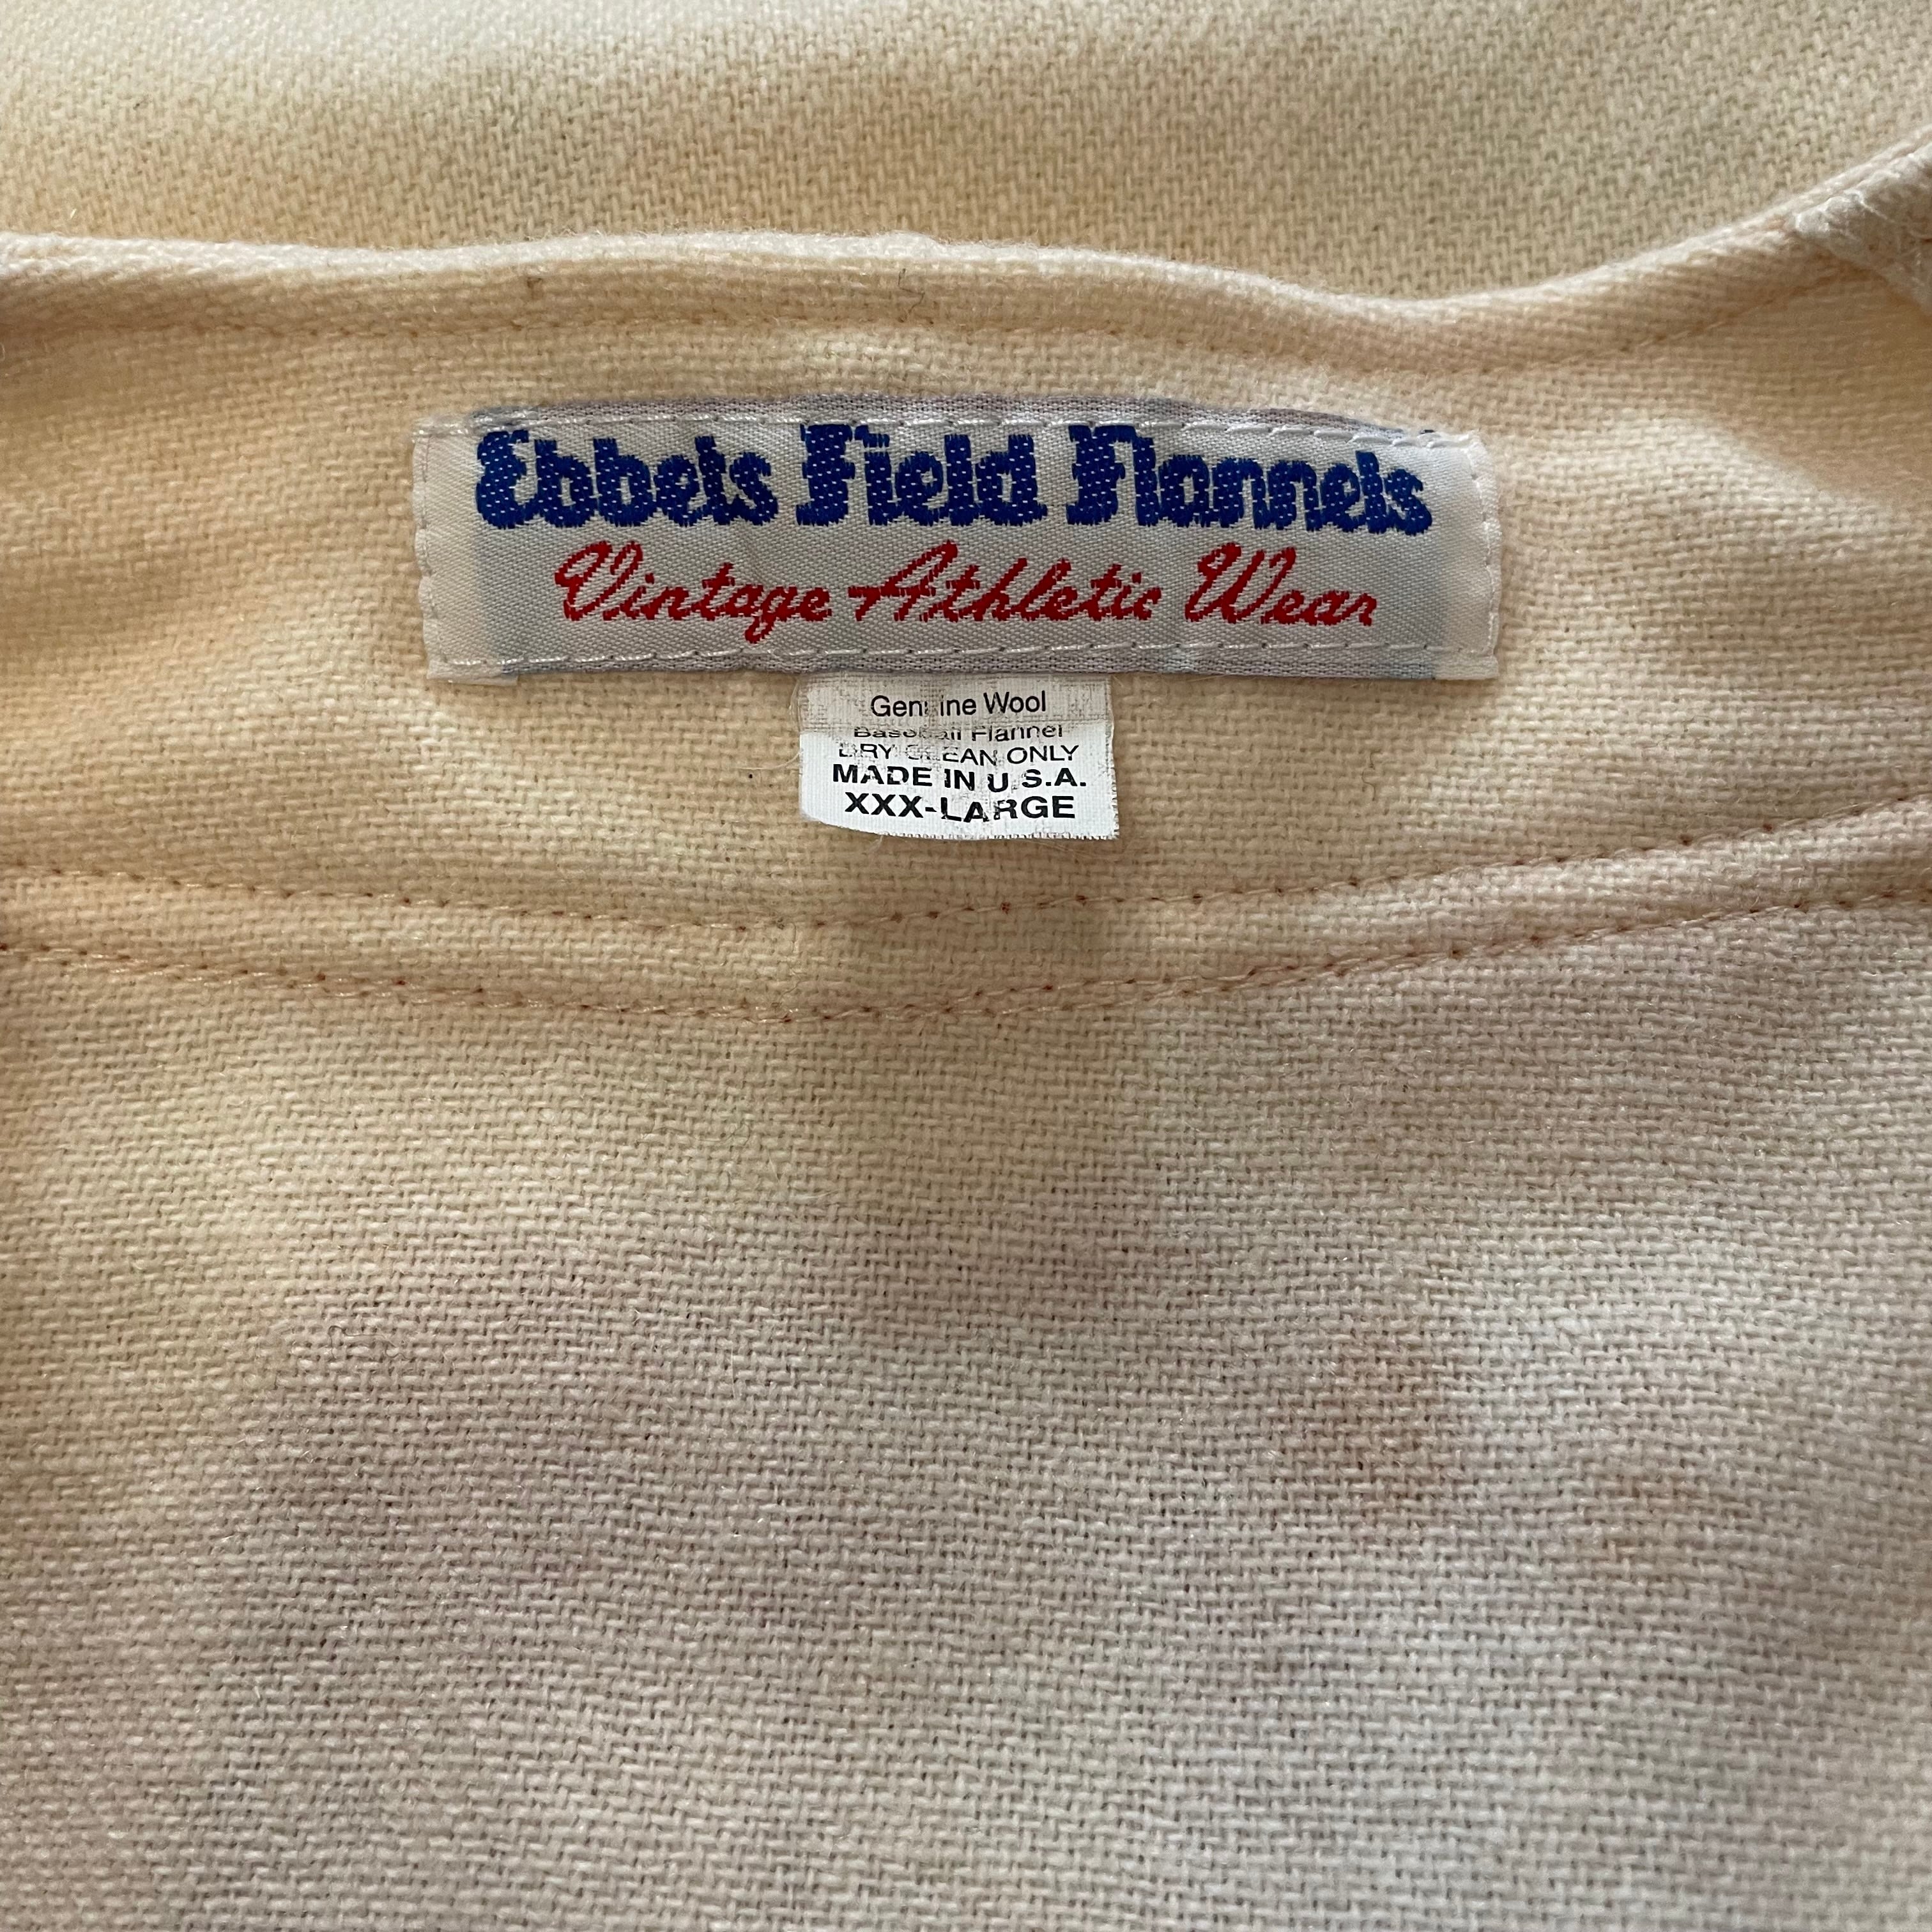 Ebbets Field Flannels
Vintage Athletic Wear
Genuine Wool
Baseball Flannel
DRY CLEAN ONLY
MADE IN U.S.A.
XXX-LARGE